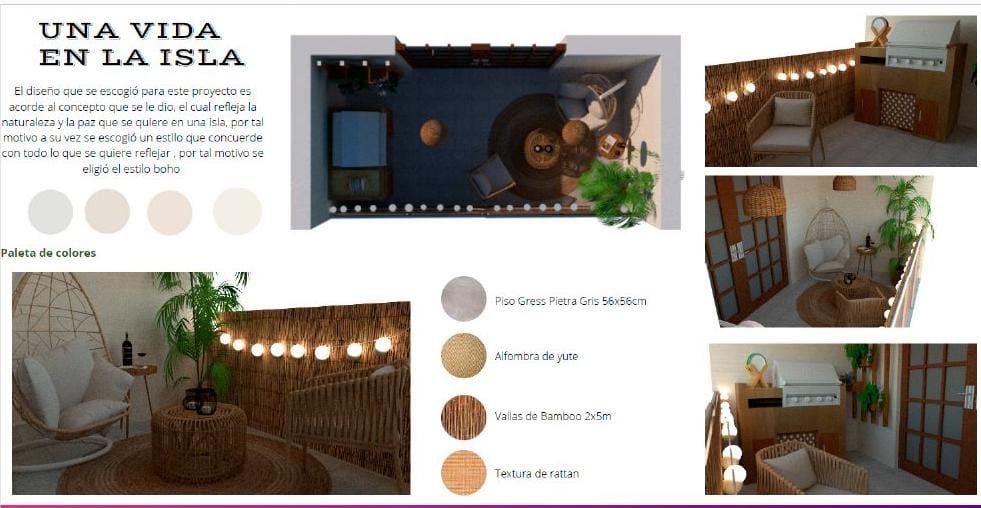 UNA VIDA
EN LA ISLA
El diseño que se escogió para este proyecto es
acorde al concepto que se le dio, el cual refleja la
naturaleza y la paz que se quiere en una isla, por tal
motivo a su vez se escogió un estilo que concuerde
con todo lo que se quiere reflejar , por tal motivo se
eligió el estilo boho
Paleta de colores
Piso Gress Pietra Gris 56x56cm
Alfombra de yute
Vallas de Bamboo 2x5m
Textura de rattan